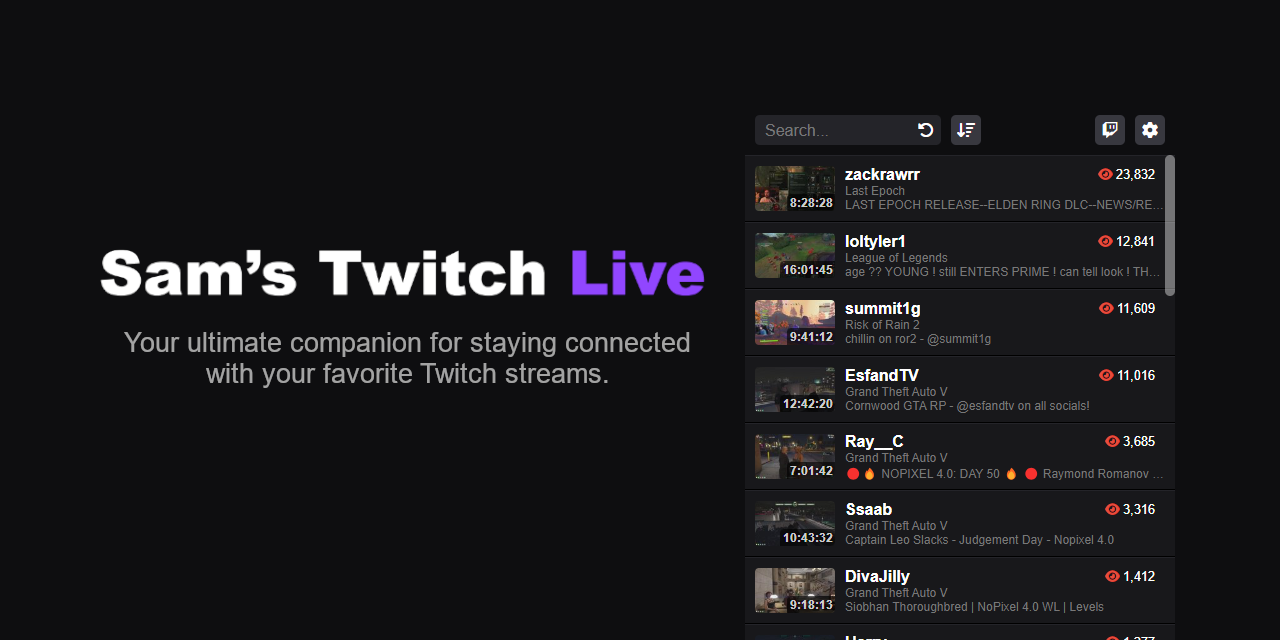 Sam's Twitch Live
Your ultimate companion for staying connected
with your favorite Twitch streams.
Search...
zackrawrr
23,832
Last Epoch
8:28:28
LAST EPOCH RELEASE--ELDEN RING DLC--NEWS/RE...
loltyler1
12,841
League of Legends
16:01:45
age ?? YOUNG ! still ENTERS PRIME ! can tell look ! TH...
summit1g
11,609
Risk of Rain 2
9:41:12
chillin on ror2 - @summit1g
EsfandTV
11,016
Grand Theft Auto V
12:42:20
Cornwood GTA RP - @esfandtv on all socials!
Ray__C
3,685
Grand Theft Auto V
7:01:42
🔴🔥 NOPIXEL 4.0: DAY 50 🔥 🔴 Raymond Romanov ...
Ssaab
3,316
Grand Theft Auto V
10:43:32
Captain Leo Slacks - Judgement Day - Nopixel 4.0
DivaJilly
1,412
Grand Theft Auto V
9:18:13
Siobhan Thoroughbred | NoPixel 4.0 WL | Levels